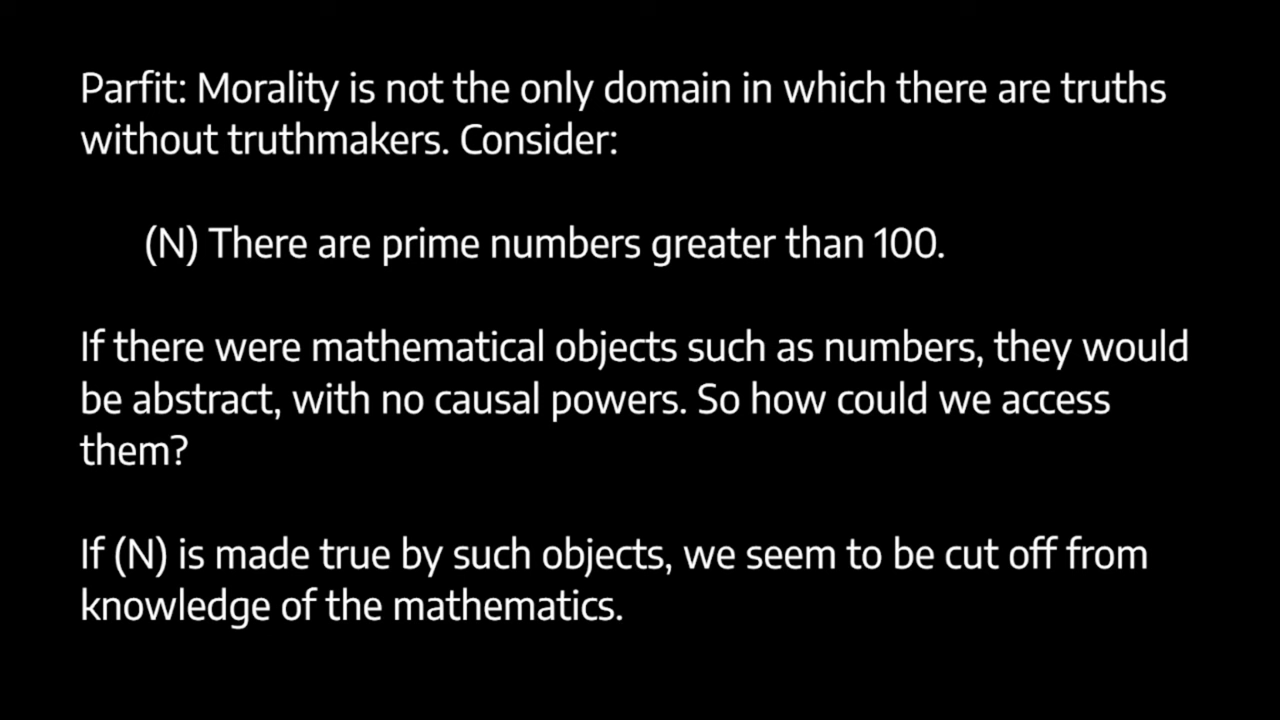 Parfit: Morality is not the only domain in which there are truths
without truthmakers. Consider:
(N) There are prime numbers greater than 100.
If there were mathematical objects such as numbers, they would
be abstract, with no causal powers. So how could we access
them?
If (N) is made true by such objects, we seem to be cut off from
knowledge of the mathematics.